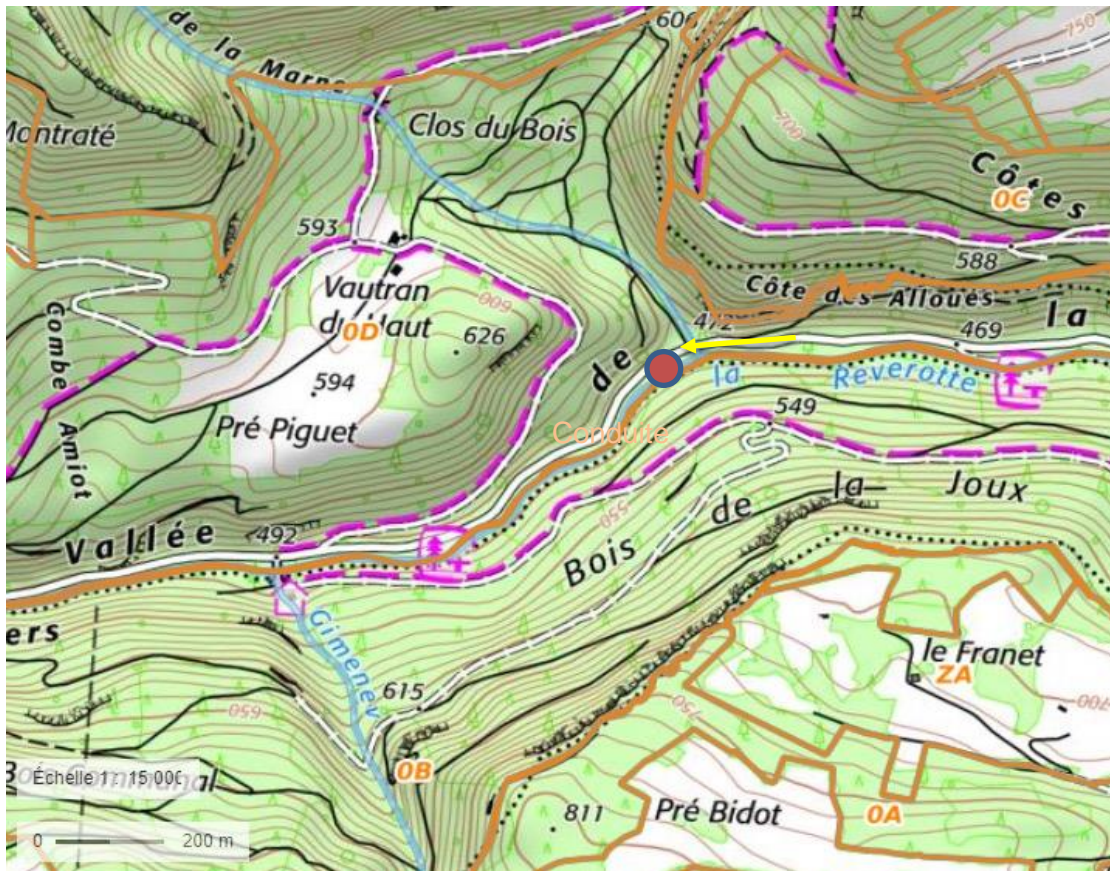 de la Marne
606
750
Montraté
Clos du Bois
700
Côtes
0C
593
588
Vautran
du Haut
0D
600
626
Côte des Alloués
472
469
la
de
la Reverotte
594
Combe Amiot
Pré Piguet
549
Conduite
Vallée
492
550
Bois de la Joux
ers
Gimenev
le Franet
ZA
615
650
750
700
0B
Échelle 1 : 15 000
811
Pré Bidot
0A
0
200 m